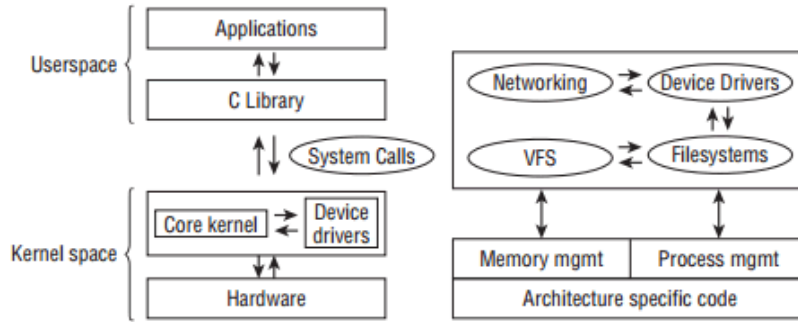 Userspace
Applications
C Library
System Calls
Kernel space
Core kernel
Device
drivers
Hardware
Networking
Device Drivers
VFS
Filesystems
Memory mgmt
Process mgmt
Architecture specific code